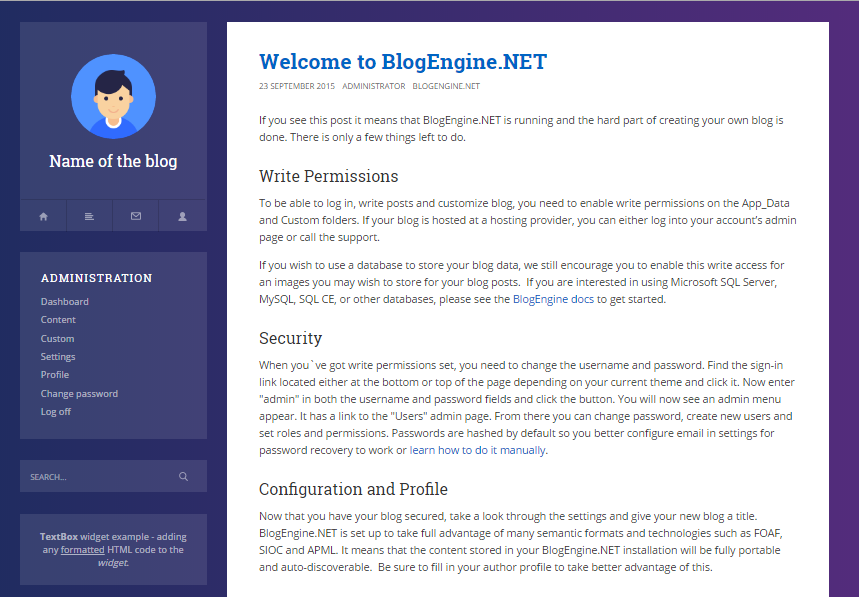 Name of the blog
ADMINISTRATION
Dashboard
Content
Custom
Settings
Profile
Change password
Log off
SEARCH...
TextBox widget example - adding
any formatted HTML code to the
widget.
Welcome to BlogEngine.NET
23 SEPTEMBER 2015 ADMINISTRATOR BLOGENGINE.NET
If you see this post it means that BlogEngine.NET is running and the hard part of creating your own blog is
done. There is only a few things left to do.
Write Permissions
To be able to log in, write posts and customize blog, you need to enable write permissions on the App_Data
and Custom folders. If your blog is hosted at a hosting provider, you can either log into your account's admin
page or call the support.
If you wish to use a database to store your blog data, we still encourage you to enable this write access for
an images you may wish to store for your blog posts. If you are interested in using Microsoft SQL Server,
MySQL, SQL CE, or other databases, please see the BlogEngine docs to get started.
Security
When you`ve got write permissions set, you need to change the username and password. Find the sign-in
link located either at the bottom or top of the page depending on your current theme and click it. Now enter
"admin" in both the username and password fields and click the button. You will now see an admin menu
appear. It has a link to the "Users" admin page. From there you can change password, create new users and
set roles and permissions. Passwords are hashed by default so you better configure email in settings for
password recovery to work or learn how to do it manually.
Configuration and Profile
Now that you have your blog secured, take a look through the settings and give your new blog a title.
BlogEngine.NET is set up to take full advantage of many semantic formats and technologies such as FOAF,
SIOC and APML. It means that the content stored in your BlogEngine.NET installation will be fully portable
and auto-discoverable. Be sure to fill in your author profile to take better advantage of this.